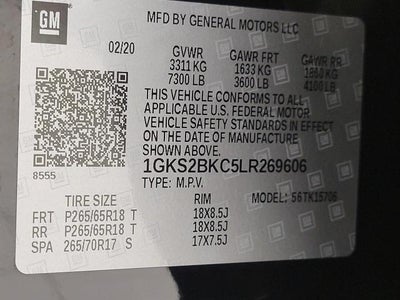 GM
MFD BY GENERAL MOTORS LLC
02/20 GVWR GAWR FRT GAWR RR
3311 KG 1633 KG 1860 KG
7300 LB 3600 LB 4100 LB
THIS VEHICLE CONFORMS TO ALL
APPLICABLE U.S. FEDERAL MOTOR
VEHICLE SAFETY STANDARDS IN EFFECT
ON THE DATE OF MANUFACTURE
SHOWN ABOVE.
8555 1GKS2BKC5LR269606
TYPE: M.P.V. MODEL: 56TK15706
TIRE SIZE RIM
FRT P265/65R18 T 18X8.5J
RR P265/65R18 T 18X8.5J
SPA 265/70R17 S 17X7.5J